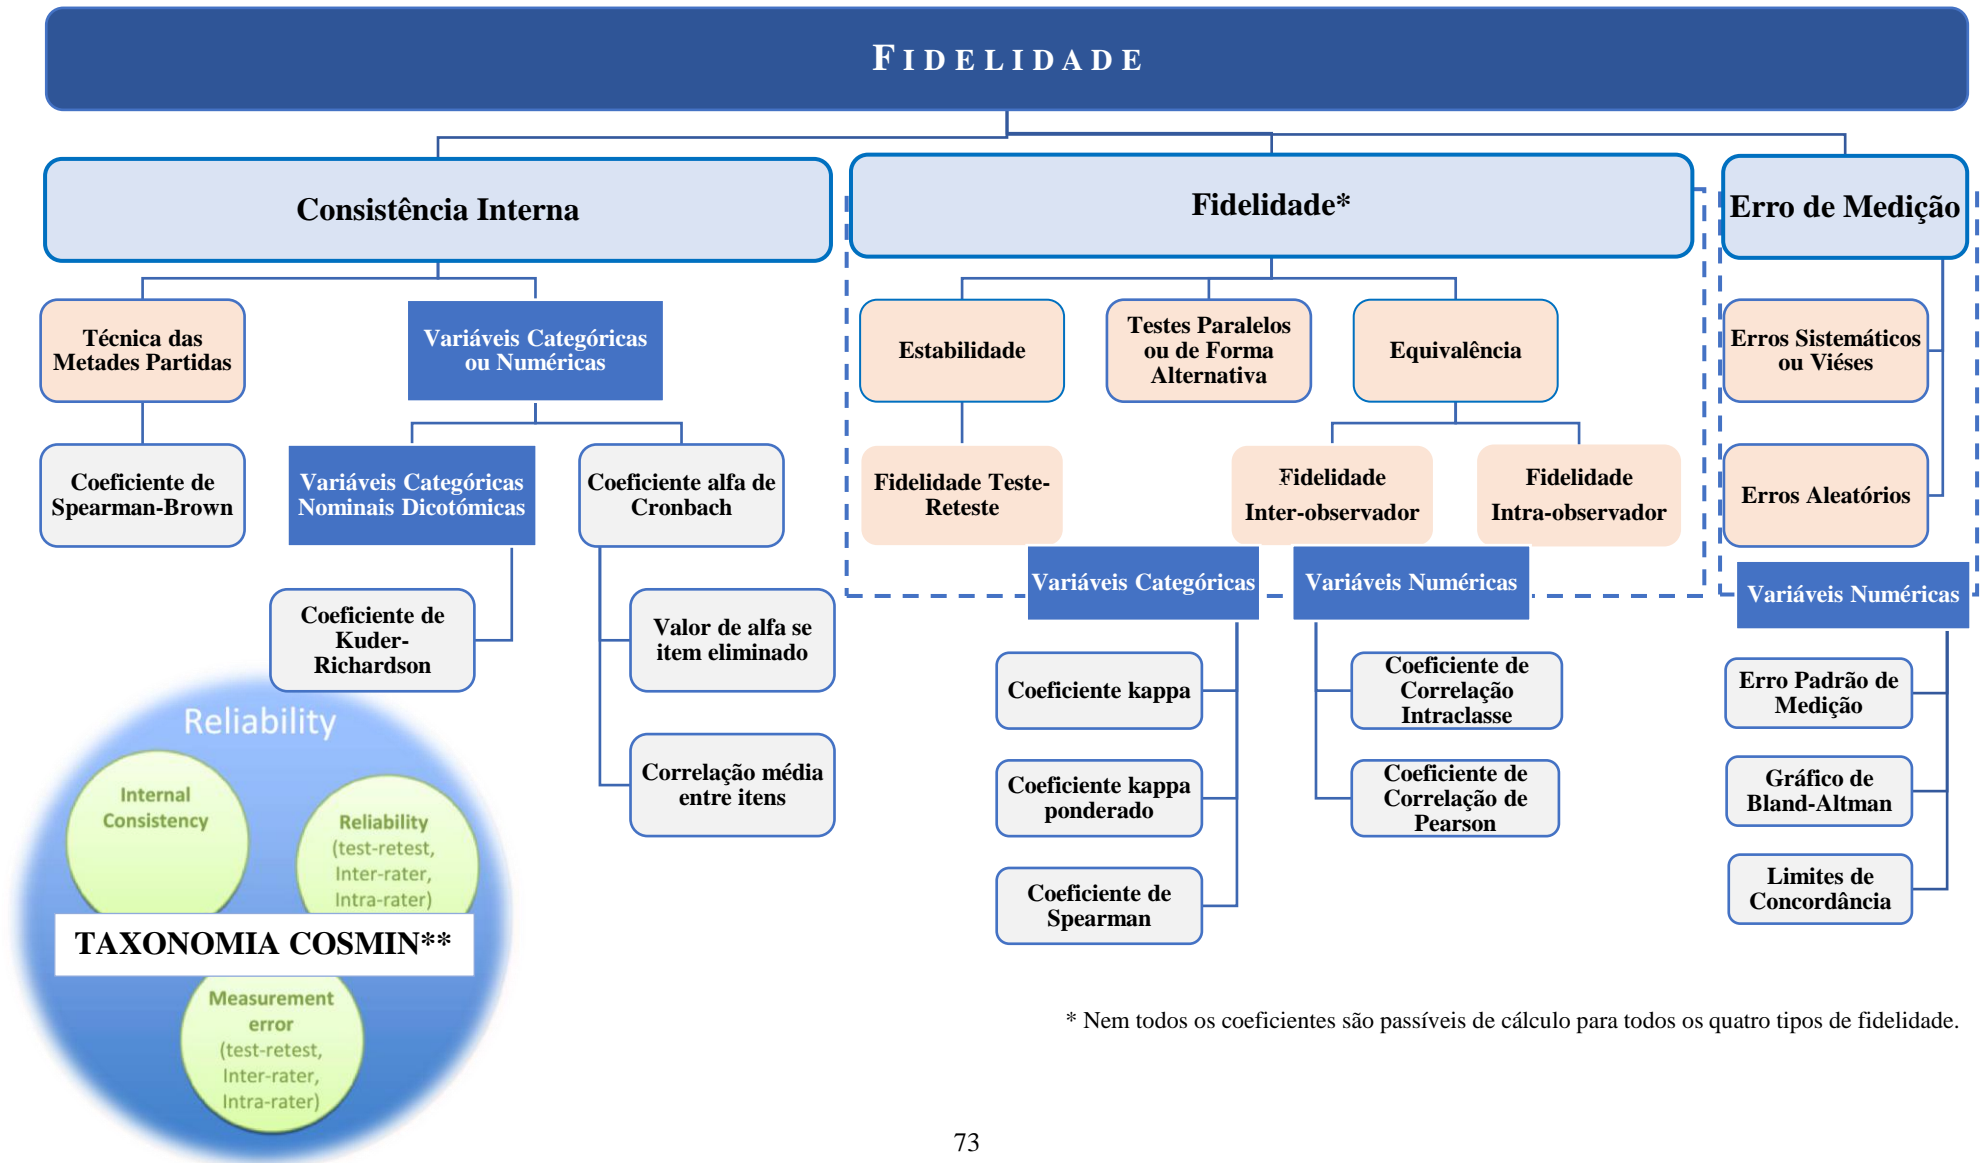 FIDELIDADE
Consistência Interna
Fidelidade*
Erro de Medição
Técnica das
Metades Partidas
Variáveis Categóricas
ou Numéricas
Estabilidade
Testes Paralelos
ou de Forma
Alternativa
Equivalência
Erros Sistemáticos
ou Viéses
Coeficiente de
Spearman-Brown
Variáveis Categóricas
Nominais Dicotómicas
Coeficiente alfa de
Cronbach
Fidelidade Teste-
Reteste
Fidelidade
Inter-observador
Fidelidade
Intra-observador
Erros Aleatórios
Variáveis Categóricas
Variáveis Numéricas
Variáveis Numéricas
Coeficiente de
Kuder-
Richardson
Valor de alfa se
item eliminado
Coeficiente kappa
Coeficiente de
Correlação
Intraclasse
Erro Padrão de
Medição
Correlação média
entre itens
Coeficiente kappa
ponderado
Coeficiente de
Correlação de
Pearson
Gráfico de
Bland-Altman
Coeficiente de
Spearman
Limites de
Concordância
Reliability
Internal
Consistency
Reliability
(test-retest,
Inter-rater,
Intra-rater)
TAXONOMIA COSMIN**
Measurement
error
(test-retest,
Inter-rater,
Intra-rater)
* Nem todos os coeficientes são passíveis de cálculo para todos os quatro tipos de fidelidade.
73